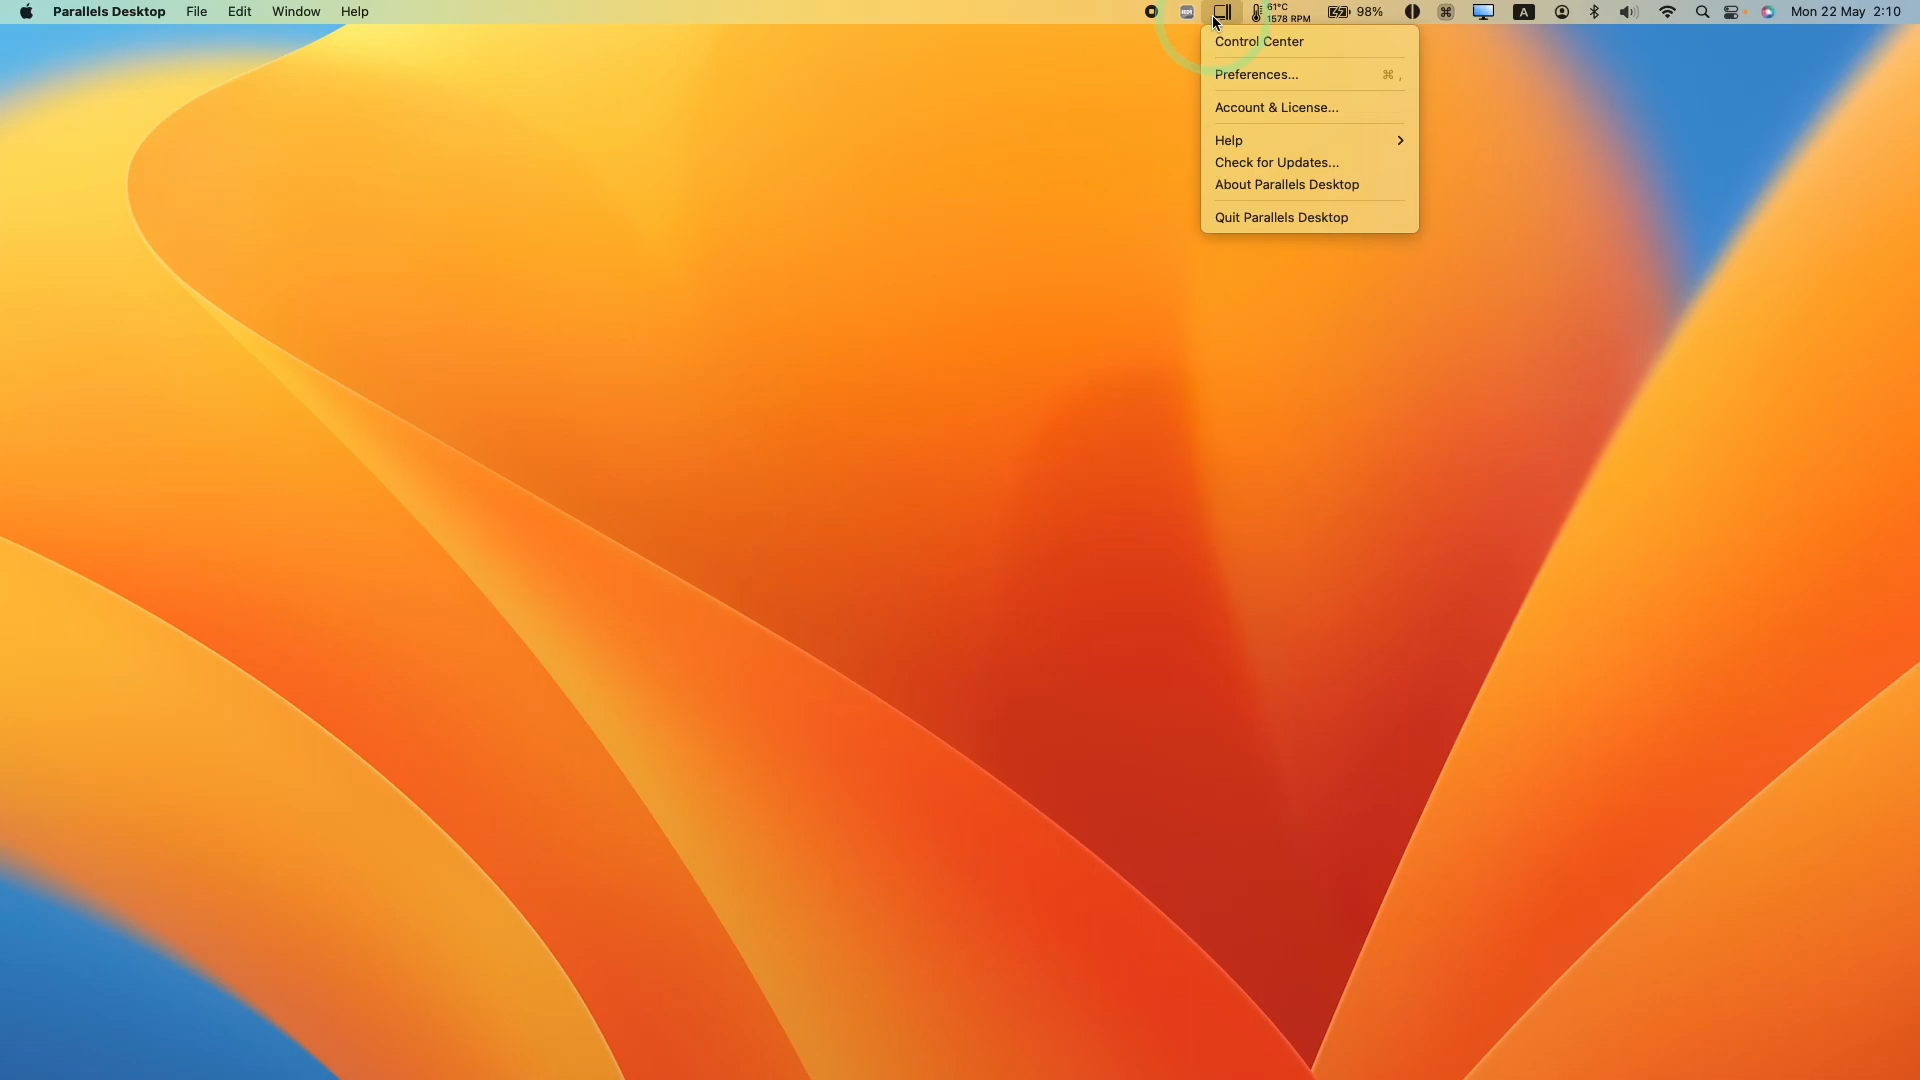 Parallels Desktop File Edit Window Help 61°C 98% A Mon 22 May 2:10
1578 RPM
Control Center
Preferences... ⌘ ,
Account & License...
Help
Check for Updates...
About Parallels Desktop
Quit Parallels Desktop